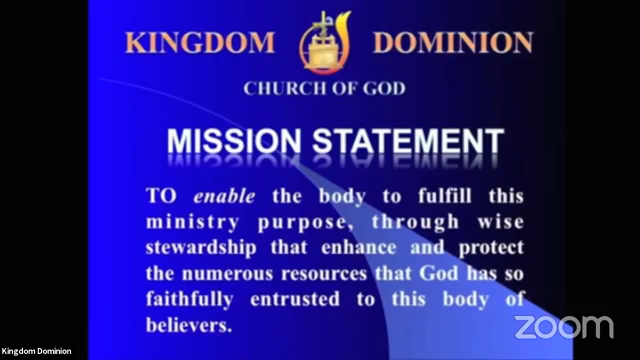 KINGDOM DOMINION
CHURCH OF GOD
MISSION STATEMENT
TO enable the body to fulfill this
ministry purpose, through wise
stewardship that enhance and protect
the numerous resources that God has so
faithfully entrusted to this body of
believers.
zoom
Kingdom Dominion